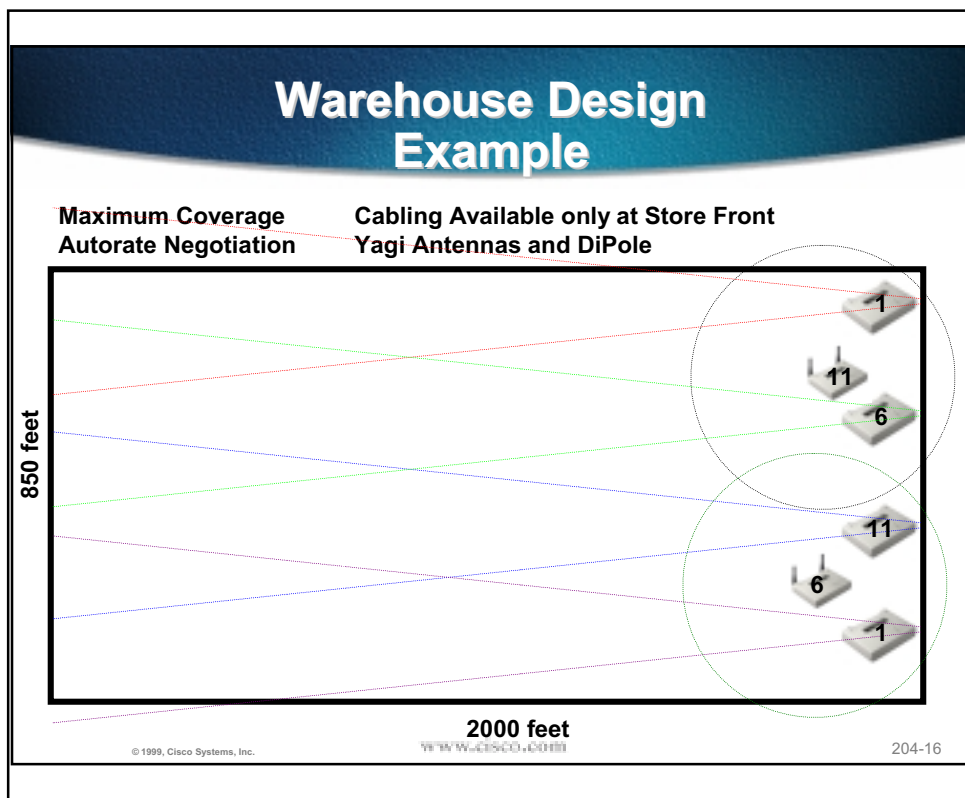 Warehouse Design
Example
Maximum Coverage Cabling Available only at Store Front
Autorate Negotiation Yagi Antennas and DiPole
1
11
6
850 feet
11
6
1
2000 feet
© 1999, Cisco Systems, Inc.
www.cisco.com
204-16